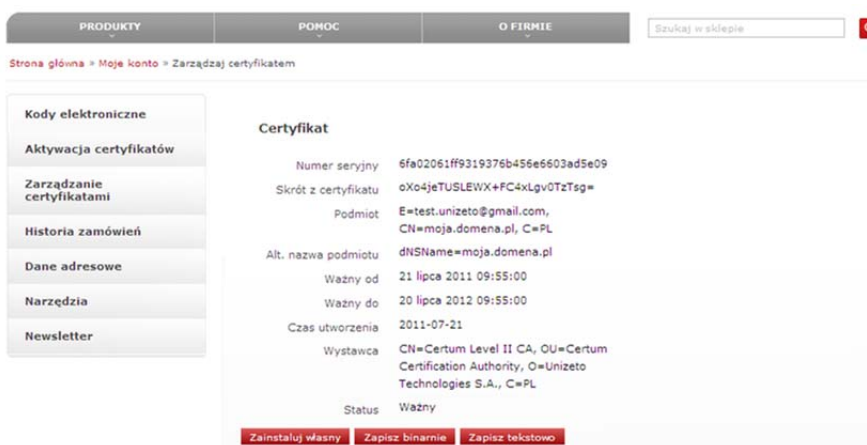 PRODUKTY
POMOC
O FIRMIE
Szukaj w sklepie
Strona główna » Moje konto » Zarządzaj certyfikatem
Kody elektroniczne
Aktywacja certyfikatów
Zarządzanie
certyfikatami
Historia zamówień
Dane adresowe
Narzędzia
Newsletter
Certyfikat
Numer seryjny 6fa02061ff9319376b456e6603ad5e09
Skrót z certyfikatu oXo4jeTUSLEWX+FC4xLgv0TzTsg=
Podmiot E=test.unizeto@gmail.com,
CN=moja.domena.pl, C=PL
Alt. nazwa podmiotu dNSName=moja.domena.pl
Ważny od 21 lipca 2011 09:55:00
Ważny do 20 lipca 2012 09:55:00
Czas utworzenia 2011-07-21
Wystawca CN=Certum Level II CA, OU=Certum
Certification Authority, O=Unizeto
Technologies S.A., C=PL
Status Ważny
Zainstaluj własny Zapisz binarnie Zapisz tekstowo